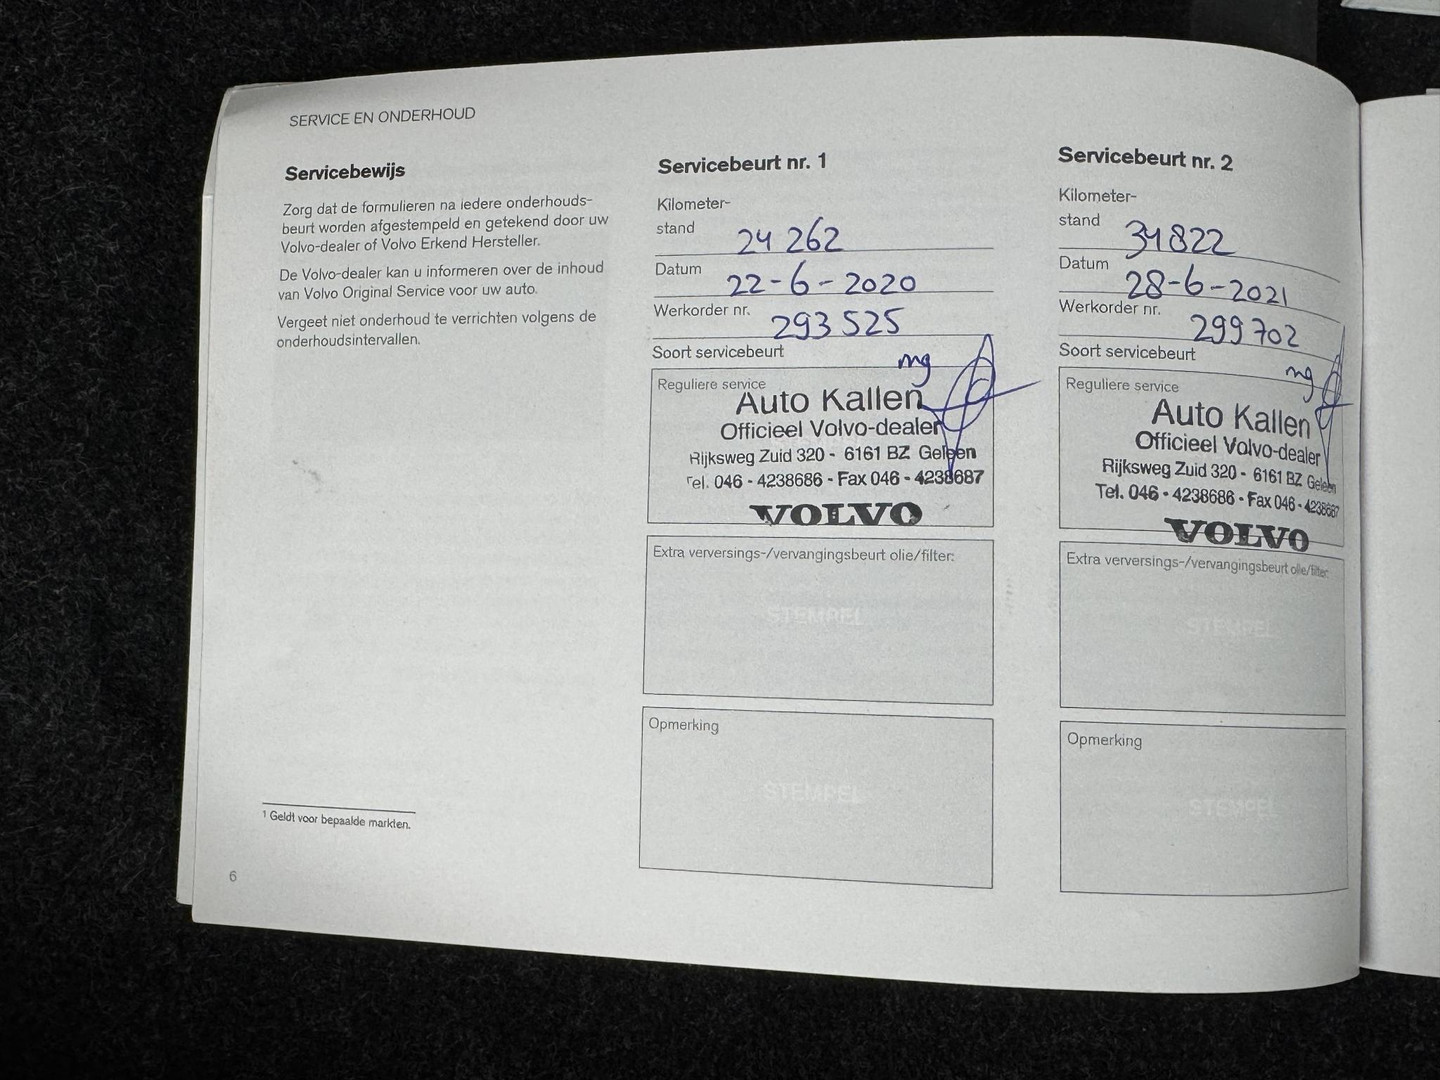 SERVICE EN ONDERHOUD
Servicebewijs
Zorg dat de formulieren na iedere onderhouds-
beurt worden afgestempeld en getekend door uw
Volvo-dealer of Volvo Erkend Hersteller.
De Volvo-dealer kan u informeren over de inhoud
van Volvo Original Service voor uw auto.
Vergeet niet onderhoud te verrichten volgens de
onderhoudsintervallen.
1 Geldt voor bepaalde markten.
6
Servicebeurt nr. 1
Kilometer-
stand 24 262
Datum 22-6-2020
Werkorder nr. 293 525
Soort servicebeurt
mg
Reguliere service
Auto Kallen
Officieel Volvo-dealer
Rijksweg Zuid 320 - 6161 BZ Geleen
Tel. 046 - 4238686 - Fax 046 - 4238687
VOLVO
Extra verversings-/vervangingsbeurt olie/filter:
STEMPEL
Opmerking
STEMPEL
Servicebeurt nr. 2
Kilometer-
stand 34822
Datum 28-6-2021
Werkorder nr. 299702
Soort servicebeurt
mg
Reguliere service
Auto Kallen
Officieel Volvo-dealer
Rijksweg Zuid 320 - 6161 BZ Geleen
Tel. 046 - 4238686 - Fax 046 - 4238687
VOLVO
Extra verversings-/vervangingsbeurt olie/filter:
STEMPEL
Opmerking
STEMPEL